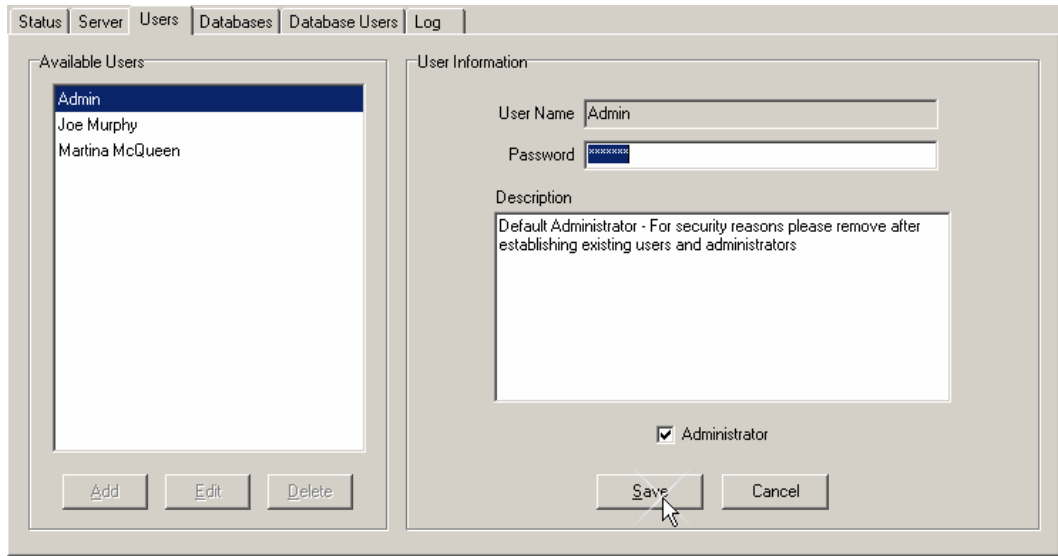 Status Server Users Databases Database Users Log
Available Users
Admin
Joe Murphy
Martina McQueen
Add Edit Delete
User Information
User Name Admin
Password *******
Description
Default Administrator - For security reasons please remove after
establishing existing users and administrators
Administrator
Save Cancel